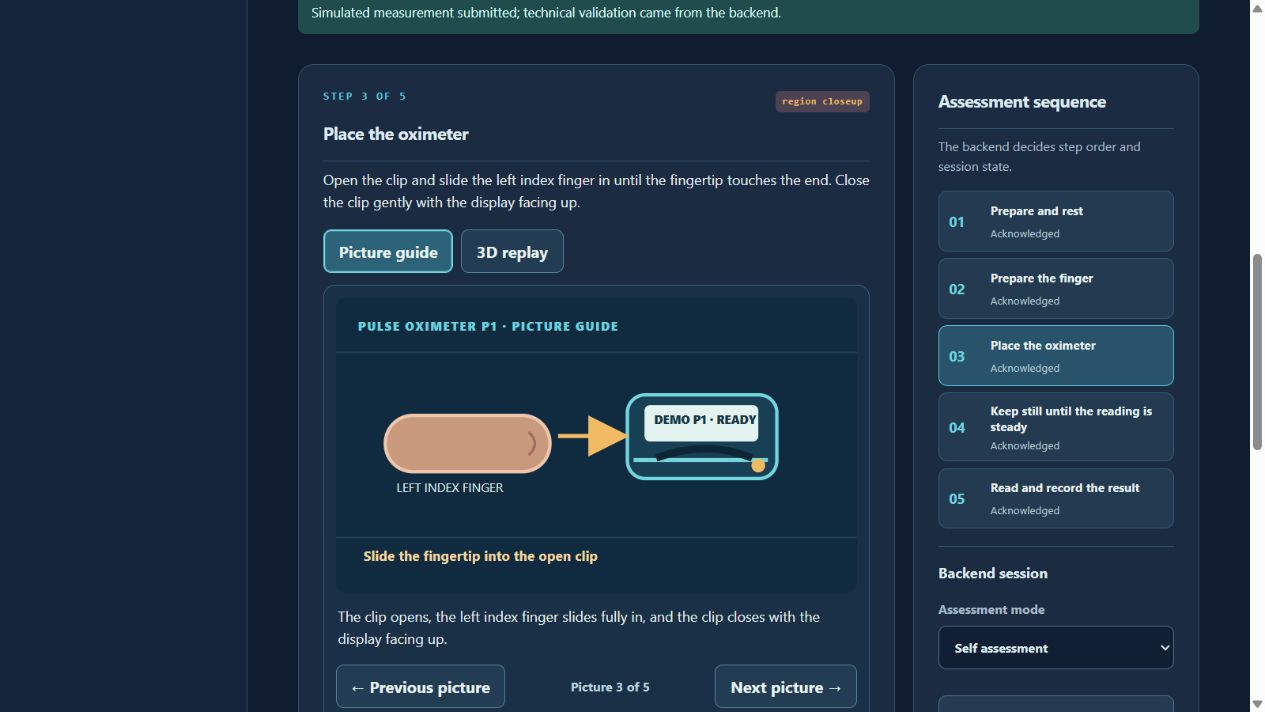 Simulated measurement submitted; technical validation came from the backend.
STEP 3 OF 5
region closeup
Place the oximeter
Open the clip and slide the left index finger in until the fingertip touches the end. Close
the clip gently with the display facing up.
Picture guide
3D replay
PULSE OXIMETER P1 · PICTURE GUIDE
DEMO P1 · READY
LEFT INDEX FINGER
Slide the fingertip into the open clip
The clip opens, the left index finger slides fully in, and the clip closes with the
display facing up.
← Previous picture
Picture 3 of 5
Next picture →
Assessment sequence
The backend decides step order and
session state.
01
Prepare and rest
Acknowledged
02
Prepare the finger
Acknowledged
03
Place the oximeter
Acknowledged
04
Keep still until the reading is
steady
Acknowledged
05
Read and record the result
Acknowledged
Backend session
Assessment mode
Self assessment